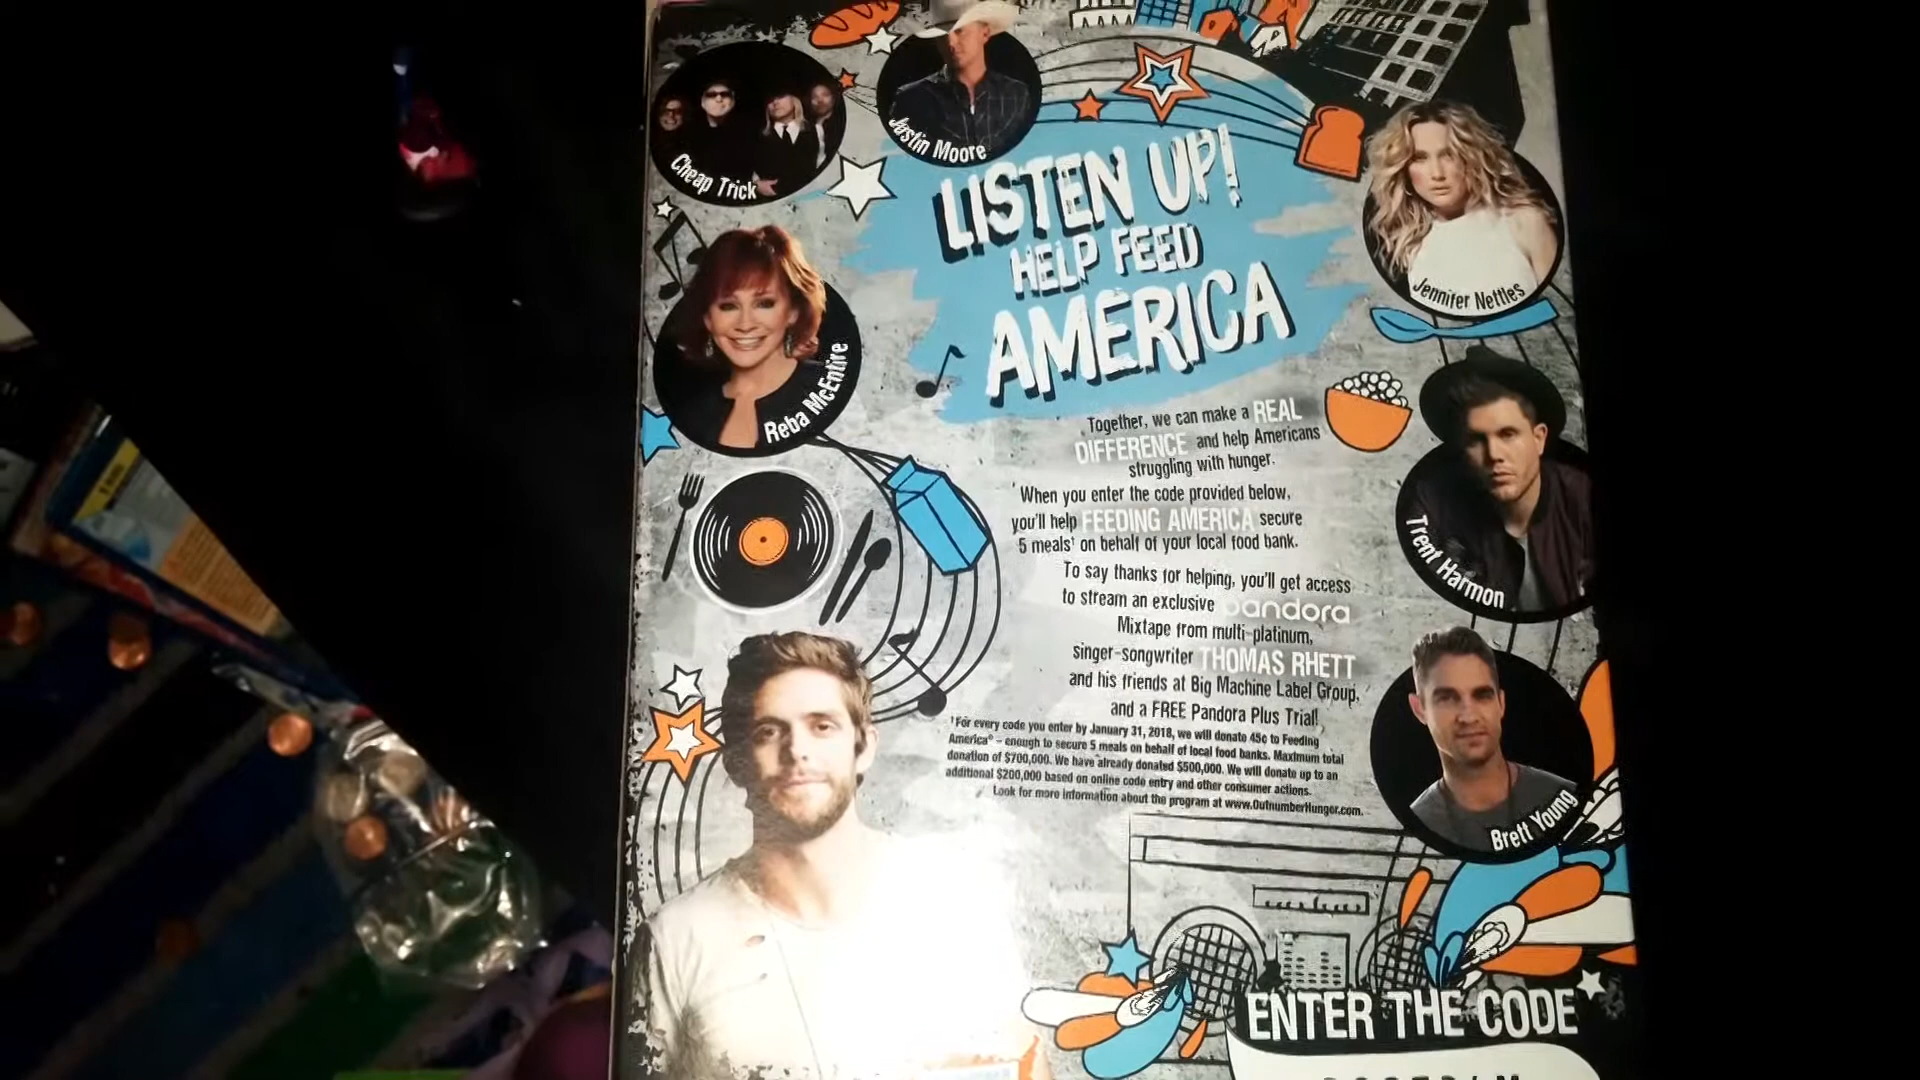 Justin Moore
Cheap Trick
LISTEN UP!
HELP FEED
AMERICA
Jennifer Nettles
Reba McEntire
Together, we can make a REAL
DIFFERENCE and help Americans
struggling with hunger.
When you enter the code provided below,
you'll help FEEDING AMERICA secure
5 meals¹ on behalf of your local food bank.
Trent Harmon
To say thanks for helping, you'll get access
to stream an exclusive pandora
Mixtape from multi-platinum,
singer-songwriter THOMAS RHETT
and his friends at Big Machine Label Group,
and a FREE Pandora Plus Trial!
¹For every code you enter by January 31, 2018, we will donate 45¢ to Feeding
America® – enough to secure 5 meals on behalf of local food banks. Maximum total
donation of $700,000. We have already donated $500,000. We will donate up to an
additional $200,000 based on online code entry and other consumer actions.
Look for more information about the program at www.OutnumberHunger.com.
Brett Young
ENTER THE CODE